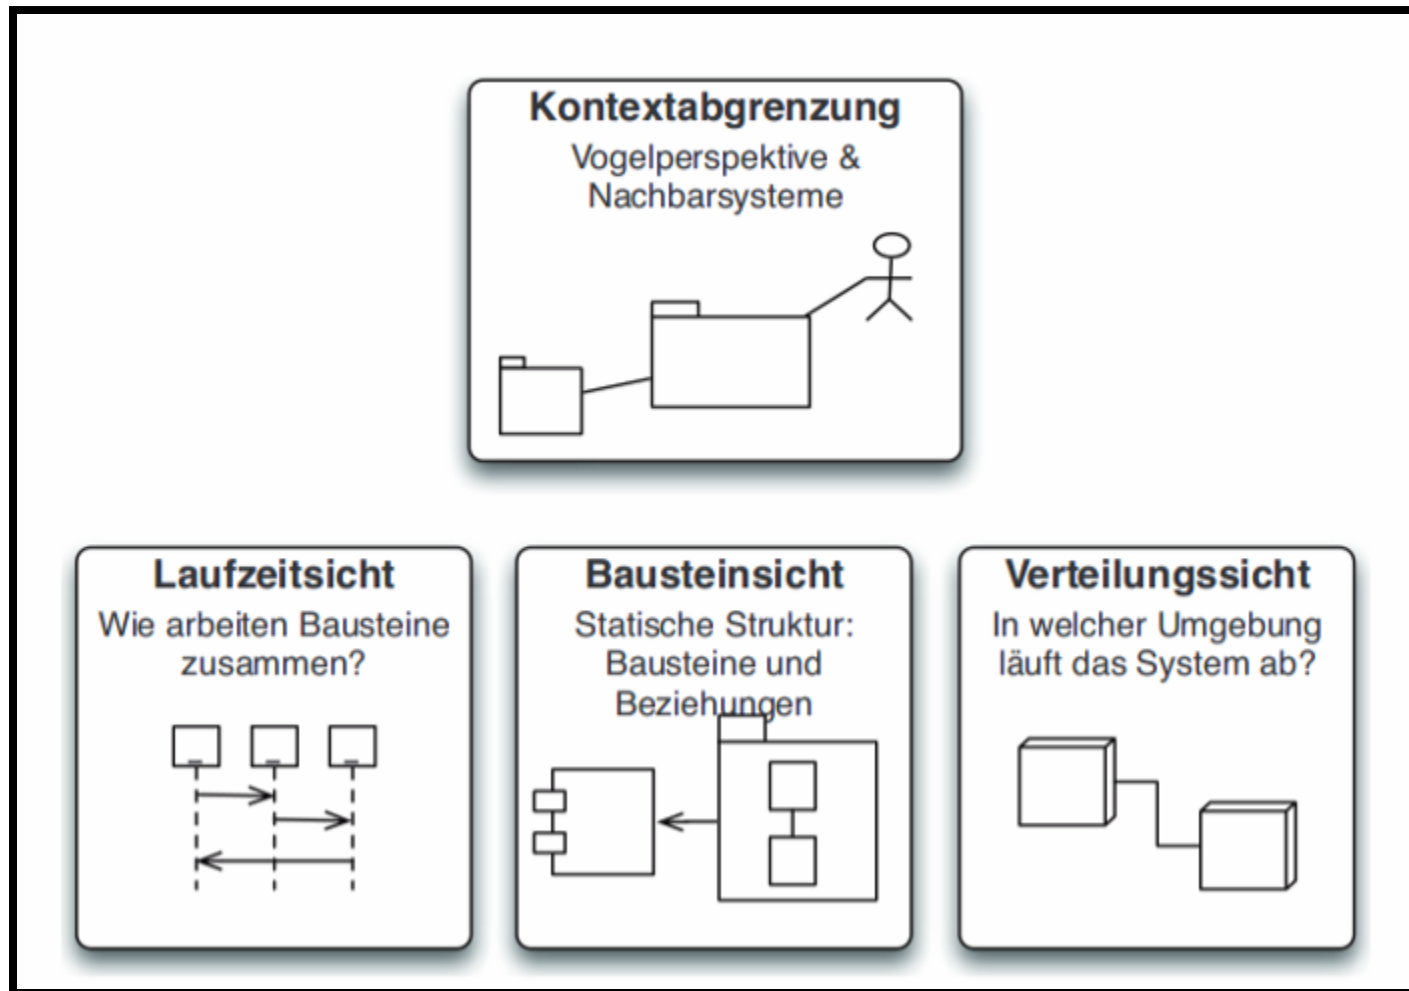 Kontextabgrenzung
Vogelperspektive &
Nachbarsysteme
Laufzeitsicht
Wie arbeiten Bausteine
zusammen?
Bausteinsicht
Statische Struktur:
Bausteine und
Beziehungen
Verteilungssicht
In welcher Umgebung
läuft das System ab?